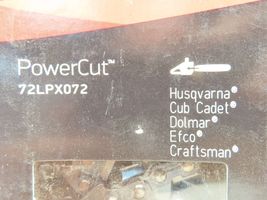 PowerCut™
72LPX072
Husqvarna®
Cub Cadet®
Dolmar®
Efco®
Craftsman®